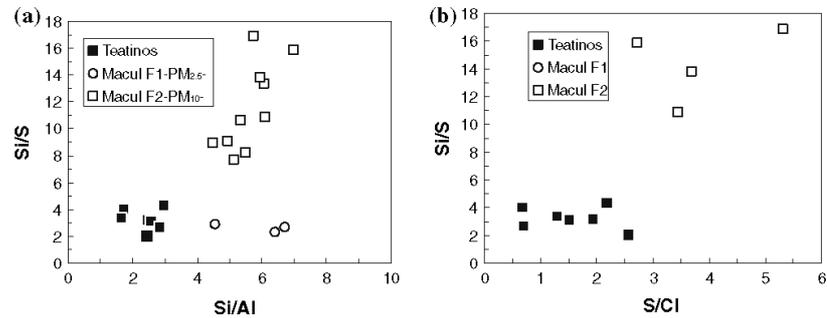 (a)
18
16
14
12
10
8
6
4
2
0
Si/S
Teatinos
Macul F1-PM2.5-
Macul F2-PM10-
0 2 4 6 8 10
Si/Al
(b)
18
16
14
12
10
8
6
4
2
0
Si/S
Teatinos
Macul F1
Macul F2
0 1 2 3 4 5 6
S/Cl